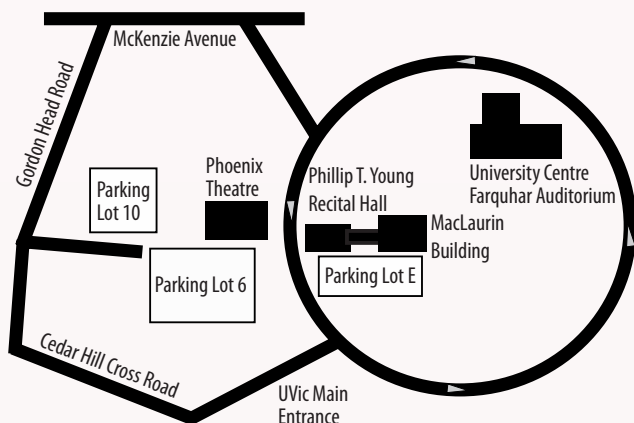 McKenzie Avenue
Gordon Head Road
Parking
Lot 10
Phoenix
Theatre
Phillip T. Young
Recital Hall
University Centre
Farquhar Auditorium
MacLaurin
Building
Parking Lot 6
Parking Lot E
Cedar Hill Cross Road
UVic Main
Entrance